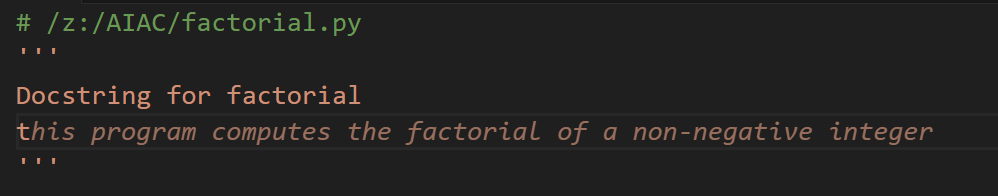 # /z:/AIAC/factorial.py
'''
Docstring for factorial
this program computes the factorial of a non-negative integer
'''